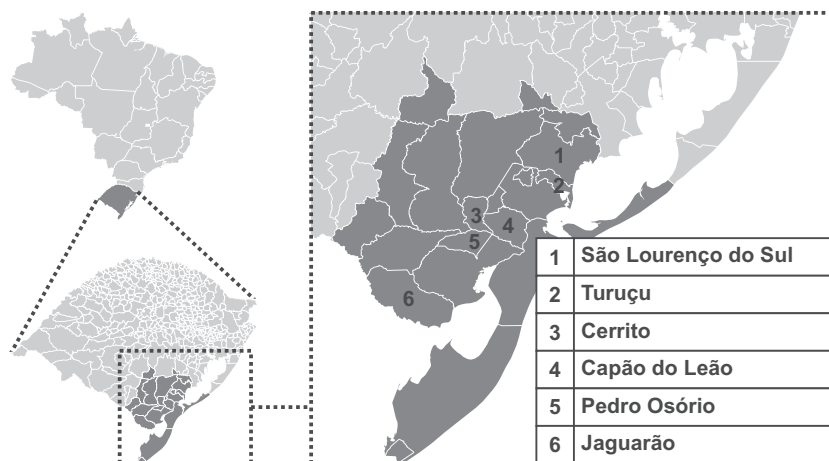 1
2
3
4
5
6
1 São Lourenço do Sul
2 Turuçu
3 Cerrito
4 Capão do Leão
5 Pedro Osório
6 Jaguarão